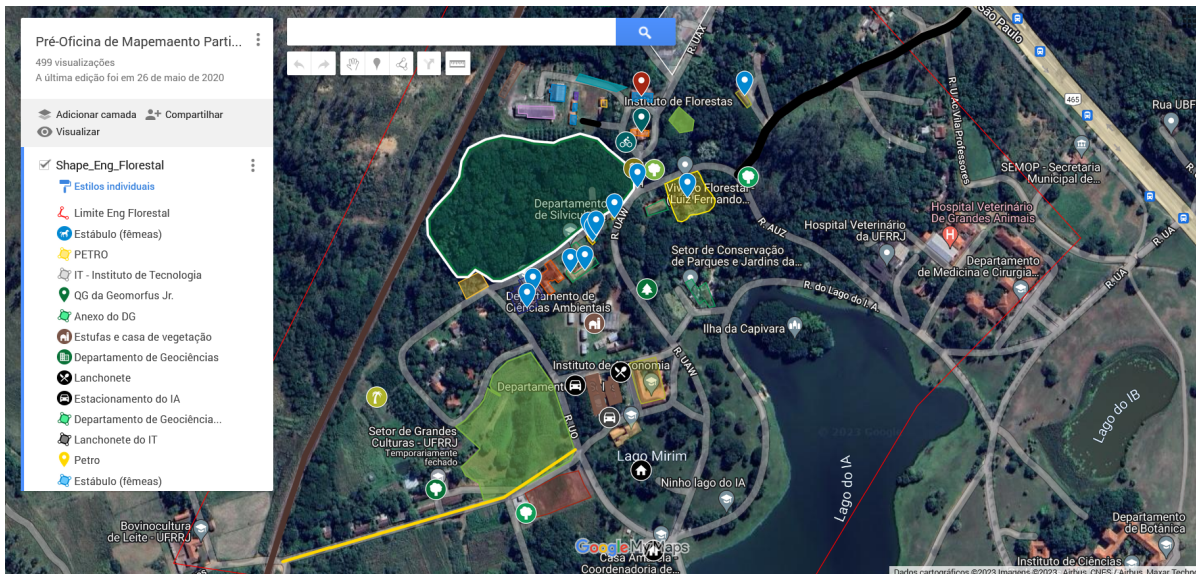 Pré-Oficina de Mapemaento Parti...
499 visualizações
A última edição foi em 26 de maio de 2020
Adicionar camada
Compartilhar
Visualizar
Shape_Eng_Florestal
Estilos individuais
Limite Eng Florestal
Estábulo (fêmeas)
PETRO
IT - Instituto de Tecnologia
QG da Geomorfus Jr.
Anexo do DG
Estufas e casa de vegetação
Departamento de Geociências
Lanchonete
Estacionamento do IA
Departamento de Geociência...
Lanchonete do IT
Petro
Estábulo (fêmeas)
São Paulo
R. UAX
465
Rua UBF
Instituto de Florestas
R. U Ac.Vila Professores
SEMOP - Secretaria
Municipal de...
Viveiro Florestal
(Luiz Fernando...
Departamento
de Silvicul
R. UAW
R. AUZ
Hospital Veterinário
De Grandes Animais
Hospital Veterinário
da UFRRJ
R. UA
Setor de Conservação
de Parques e Jardins da...
Departamento
de Medicina e Cirurgia...
R. UA
R. do Lago do I. A.
Departamento de
Ciências Ambientais
Ilha da Capivara
R. UAW
Instituto de Agronomia
Departament
Lago do IB
R. UO
Setor de Grandes
Culturas - UFRRJ
Temporariamente
fechado
© 2023 Google
Lago Mirim
Lago do IA
Ninho lago do IA
Bovinocultura
de Leite - UFRRJ
Departamento
de Botânica
Google My Maps
Coordenadoria de...
Instituto de Ciências
Dados cartográficos ©2023 Imagens ©2023 , Airbus, CNES / Airbus, Maxar Techno